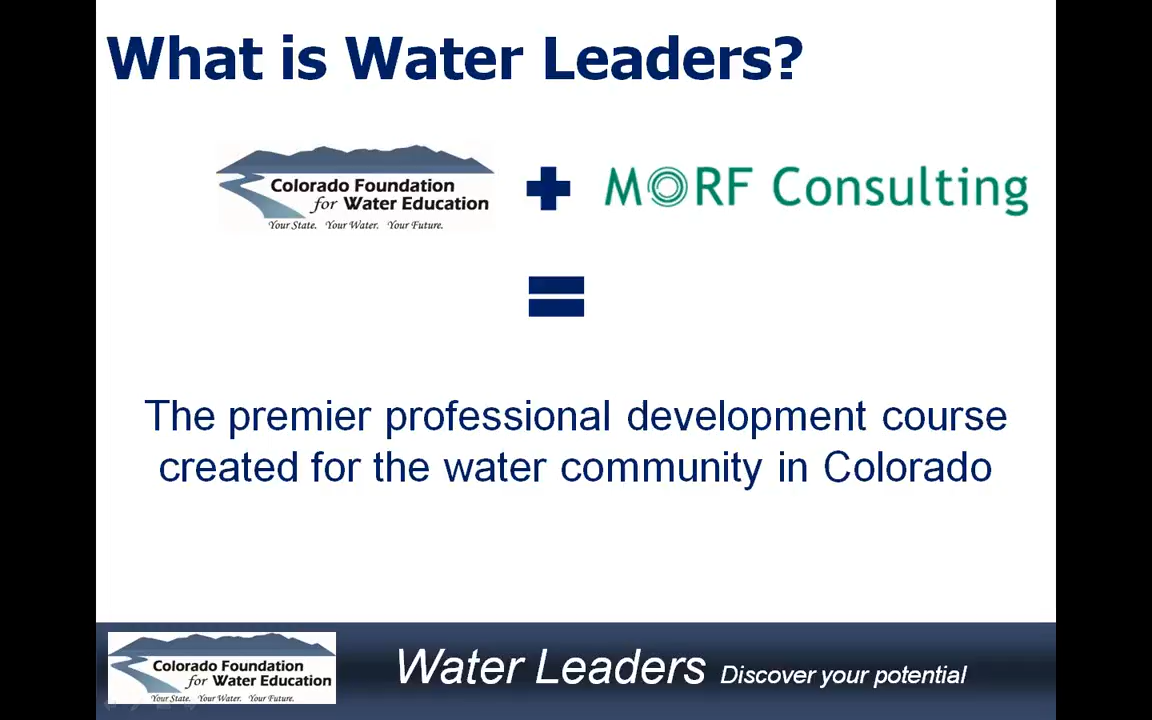 What is Water Leaders?
Colorado Foundation
for Water Education
Your State. Your Water. Your Future.
+
MORF Consulting
=
The premier professional development course
created for the water community in Colorado
Colorado Foundation
for Water Education
Your State. Your Water. Your Future.
Water Leaders Discover your potential